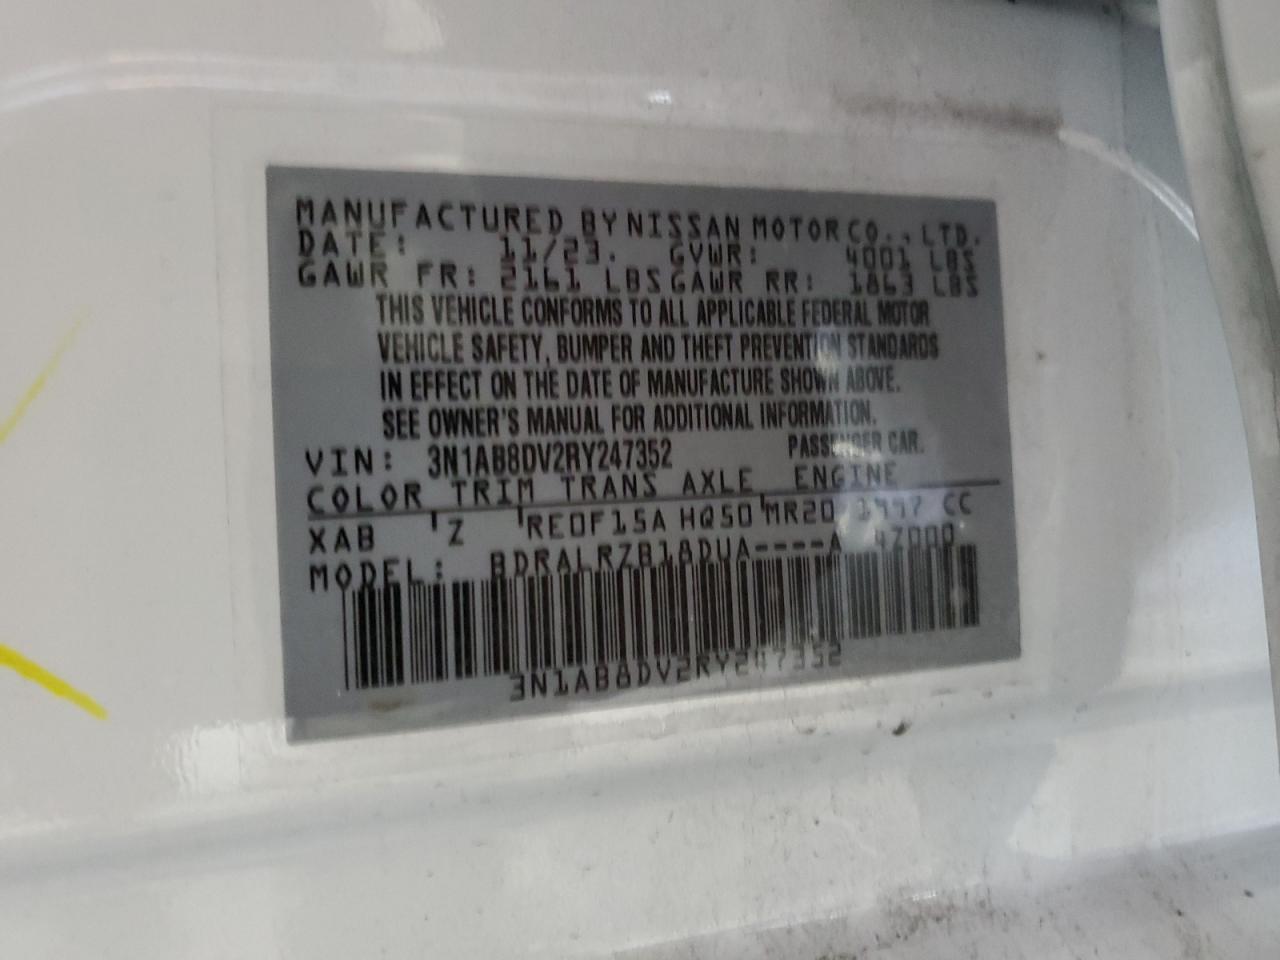 MANUFACTURED BY NISSAN MOTOR CO., LTD.
DATE: 11/23. GVWR: 4001 LBS
GAWR FR: 2161 LBS GAWR RR: 1863 LBS
THIS VEHICLE CONFORMS TO ALL APPLICABLE FEDERAL MOTOR
VEHICLE SAFETY, BUMPER AND THEFT PREVENTION STANDARDS
IN EFFECT ON THE DATE OF MANUFACTURE SHOWN ABOVE.
SEE OWNER'S MANUAL FOR ADDITIONAL INFORMATION.
VIN: 3N1AB8DV2RY247352 PASSENGER CAR.
COLOR TRIM TRANS AXLE ENGINE
XAB Z RE0F15A HQ50 MR20 1997 CC
MODEL: BDRALRZB18DUA----A 4Z000
3N1AB8DV2RY247352